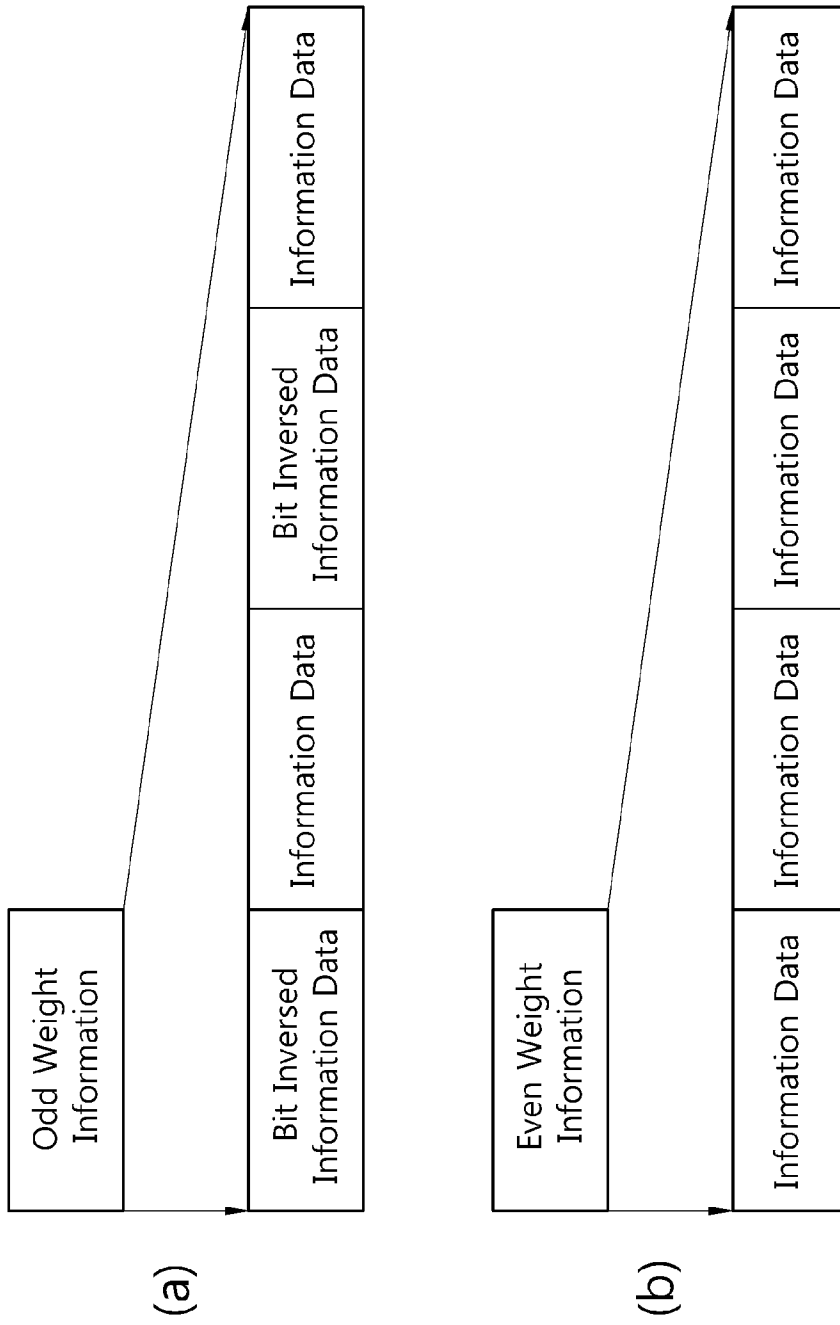 (a)
Odd Weight
Information
Bit Inversed
Information Data
Information Data
Bit Inversed
Information Data
Information Data
(b)
Even Weight
Information
Information Data
Information Data
Information Data
Information Data